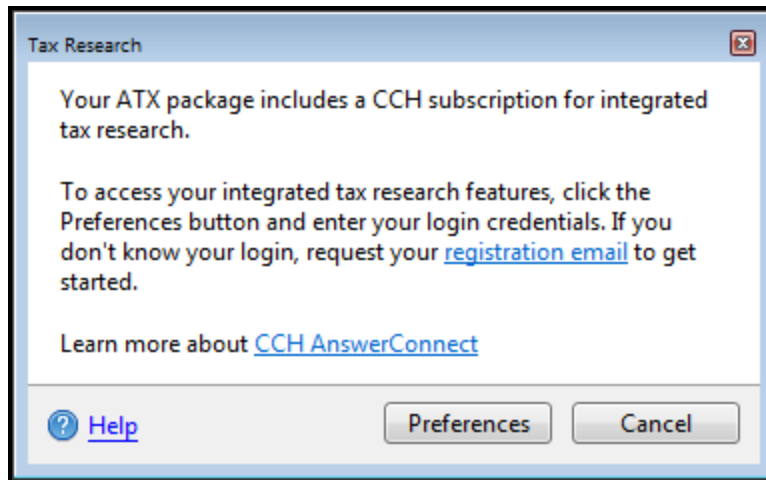 Tax Research
Your ATX package includes a CCH subscription for integrated
tax research.
To access your integrated tax research features, click the
Preferences button and enter your login credentials. If you
don't know your login, request your registration email to get
started.
Learn more about CCH AnswerConnect
Help
Preferences
Cancel